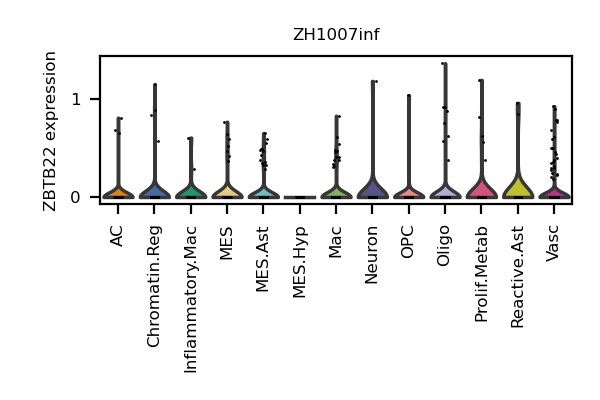 ZH1007inf
ZBTB22 expression
1
0
AC
Chromatin.Reg
Inflammatory.Mac
MES
MES.Ast
MES.Hyp
Mac
Neuron
OPC
Oligo
Prolif.Metab
Reactive.Ast
Vasc